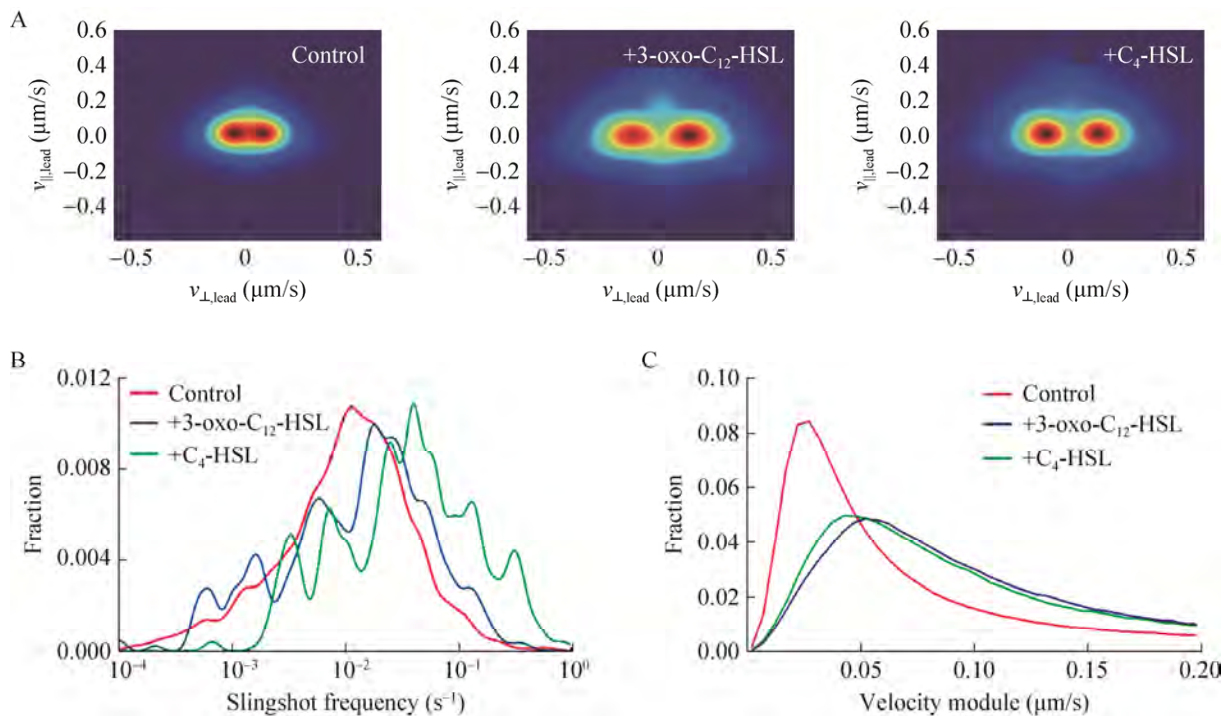 A
0.6
0.4
0.2
0.0
−0.2
−0.4
v||,lead (μm/s)
Control
−0.5
0
0.5
v⊥,lead (μm/s)
0.6
0.4
0.2
0.0
−0.2
−0.4
v||,lead (μm/s)
+3-oxo-C12-HSL
−0.5
0
0.5
v⊥,lead (μm/s)
0.6
0.4
0.2
0.0
−0.2
−0.4
v||,lead (μm/s)
+C4-HSL
−0.5
0
0.5
v⊥,lead (μm/s)
B
0.012
0.008
0.004
0.000
Fraction
Control
+3-oxo-C12-HSL
+C4-HSL
10−4
10−3
10−2
10−1
100
Slingshot frequency (s−1)
C
0.10
0.08
0.06
0.04
0.02
0.00
Fraction
Control
+3-oxo-C12-HSL
+C4-HSL
0.05
0.10
0.15
0.20
Velocity module (μm/s)